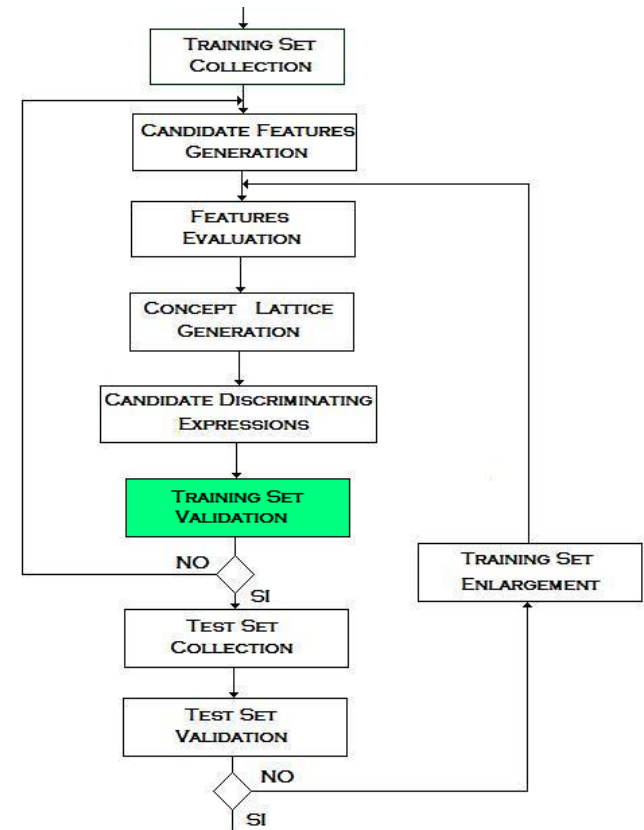 TRAINING SET
COLLECTION
CANDIDATE FEATURES
GENERATION
FEATURES
EVALUATION
CONCEPT LATTICE
GENERATION
CANDIDATE DISCRIMINATING
EXPRESSIONS
TRAINING SET
VALIDATION
NO
SI
TRAINING SET
ENLARGEMENT
TEST SET
COLLECTION
TEST SET
VALIDATION
NO
SI